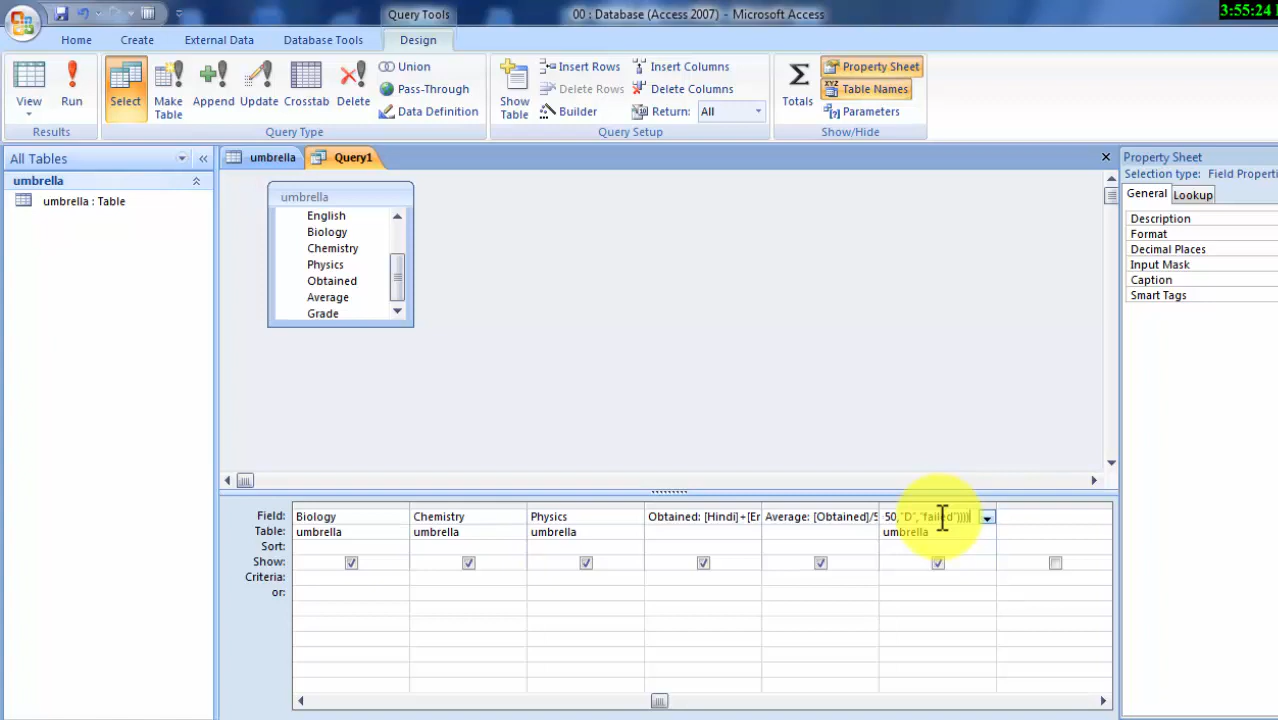 Query Tools
00 : Database (Access 2007) - Microsoft Access
3:55:24
Home
Create
External Data
Database Tools
Design
View
Run
Results
Select
Make Table
Append
Update
Crosstab
Delete
Union
Pass-Through
Data Definition
Query Type
Show Table
Insert Rows
Delete Rows
Builder
Insert Columns
Delete Columns
Return: All
Query Setup
Totals
Property Sheet
Table Names
Parameters
Show/Hide
All Tables
umbrella
umbrella : Table
umbrella
Query1
umbrella
English
Biology
Chemistry
Physics
Obtained
Average
Grade
Property Sheet
Selection type: Field Properti
General
Lookup
Description
Format
Decimal Places
Input Mask
Caption
Smart Tags
Field: Biology Chemistry Physics Obtained: [Hindi]+[Er Average: [Obtained]/5 50,"D","failed"))))
Table: umbrella umbrella umbrella umbrella
Sort:
Show:
Criteria:
or: